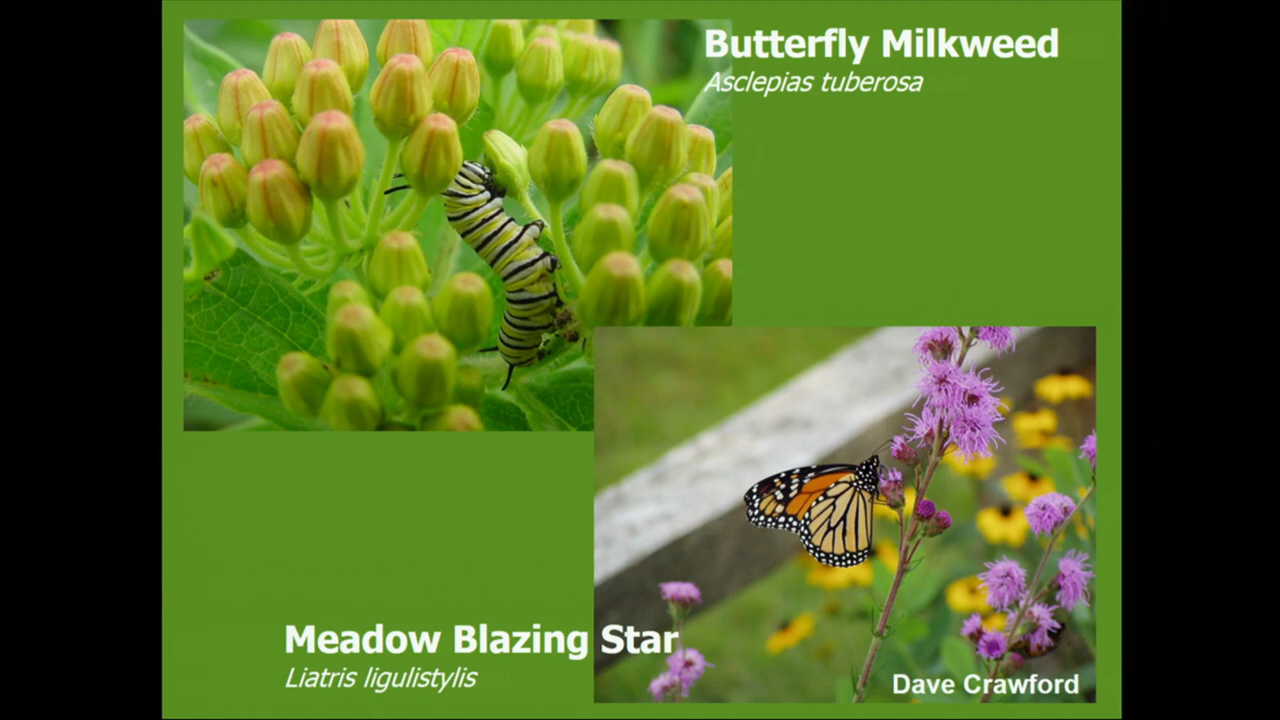 Butterfly Milkweed
Asclepias tuberosa
Meadow Blazing Star
Liatris ligulistylis
Dave Crawford